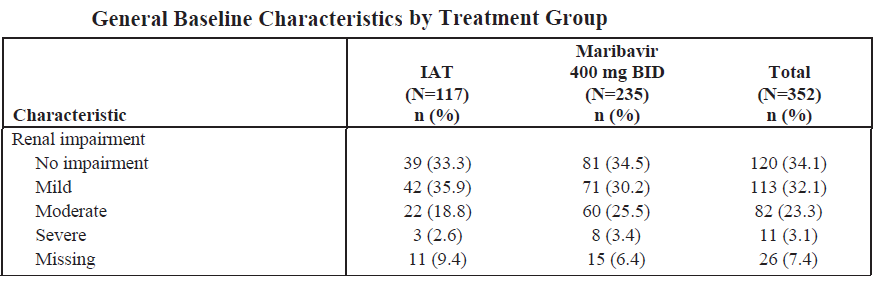 General Baseline Characteristics by Treatment Group
Characteristic IAT (N=117) n (%) Maribavir 400 mg BID (N=235) n (%) Total (N=352) n (%)
Renal impairment
No impairment 39 (33.3) 81 (34.5) 120 (34.1)
Mild 42 (35.9) 71 (30.2) 113 (32.1)
Moderate 22 (18.8) 60 (25.5) 82 (23.3)
Severe 3 (2.6) 8 (3.4) 11 (3.1)
Missing 11 (9.4) 15 (6.4) 26 (7.4)